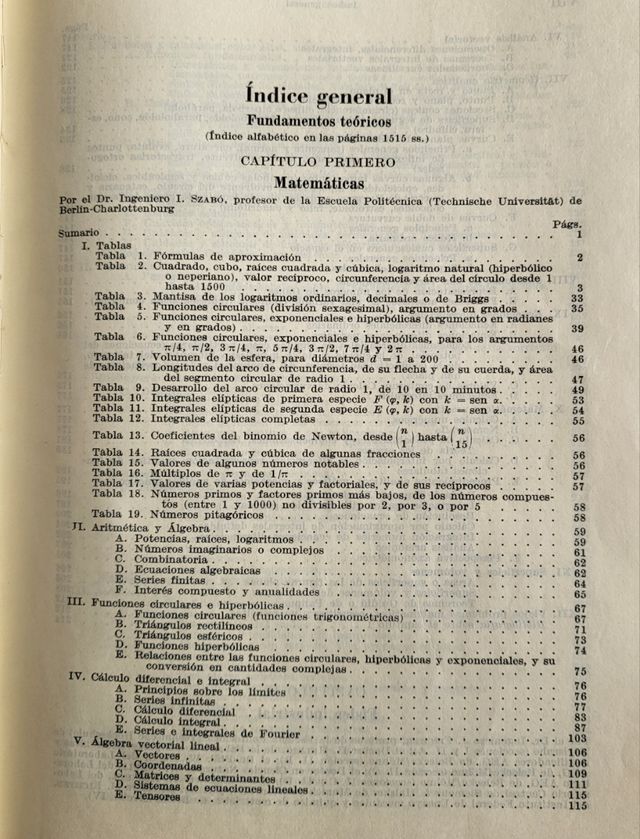 Índice general
Fundamentos teóricos
(Índice alfabético en las páginas 1515 ss.)
CAPÍTULO PRIMERO
Matemáticas
Por el Dr. Ingeniero I. SZABÓ, profesor de la Escuela Politécnica (Technische Universität) de
Berlin-Charlottenburg
Págs.
Sumario . . . 1
I. Tablas
Tabla 1. Fórmulas de aproximación . . . 2
Tabla 2. Cuadrado, cubo, raíces cuadrada y cúbica, logaritmo natural (hiperbólico
o neperiano), valor recíproco, circunferencia y área del círculo desde 1
hasta 1500 . . . 3
Tabla 3. Mantisa de los logaritmos ordinarios, decimales o de Briggs . . . 33
Tabla 4. Funciones circulares (división sexagesimal), argumento en grados . . . 35
Tabla 5. Funciones circulares, exponenciales e hiperbólicas (argumento en radianes
y en grados) . . . 39
Tabla 6. Funciones circulares, exponenciales e hiperbólicas, para los argumentos
π/4, π/2, 3 π/4, π, 5 π/4, 3 π/2, 7 π/4 y 2 π . . . 46
Tabla 7. Volumen de la esfera, para diámetros d = 1 a 200 . . . 46
Tabla 8. Longitudes del arco de circunferencia, de su flecha y de su cuerda, y área
del segmento circular de radio 1 . . . 47
Tabla 9. Desarrollo del arco circular de radio 1, de 10 en 10 minutos . . . 49
Tabla 10. Integrales elípticas de primera especie F (φ, k) con k = sen α . . . 53
Tabla 11. Integrales elípticas de segunda especie E (φ, k) con k = sen α . . . 54
Tabla 12. Integrales elípticas completas . . . 55
Tabla 13. Coeficientes del binomio de Newton, desde (n 1) hasta (n 15) . . . 56
Tabla 14. Raíces cuadrada y cúbica de algunas fracciones . . . 56
Tabla 15. Valores de algunos números notables . . . 56
Tabla 16. Múltiplos de π y de 1/π . . . 57
Tabla 17. Valores de varias potencias y factoriales, y de sus recíprocos . . . 57
Tabla 18. Números primos y factores primos más bajos, de los números compues-
tos (entre 1 y 1000) no divisibles por 2, por 3, o por 5 . . . 58
Tabla 19. Números pitagóricos . . . 58
II. Aritmética y Álgebra . . . 59
A. Potencias, raíces, logaritmos . . . 59
B. Números imaginarios o complejos . . . 61
C. Combinatoria . . . 62
D. Ecuaciones algebraicas . . . 62
E. Series finitas . . . 64
F. Interés compuesto y anualidades . . . 65
III. Funciones circulares e hiperbólicas . . . 67
A. Funciones circulares (funciones trigonométricas) . . . 67
B. Triángulos rectilíneos . . . 71
C. Triángulos esféricos . . . 73
D. Funciones hiperbólicas . . . 74
E. Relaciones entre las funciones circulares, hiperbólicas y exponenciales, y su
conversión en cantidades complejas . . . 75
IV. Cálculo diferencial e integral . . . 76
A. Principios sobre los límites . . . 76
B. Series infinitas . . . 77
C. Cálculo diferencial . . . 83
D. Cálculo integral . . . 87
E. Series e integrales de Fourier . . . 103
V. Álgebra vectorial lineal . . . 106
A. Vectores . . . 106
B. Coordenadas . . . 109
C. Matrices y determinantes . . . 111
D. Sistemas de ecuaciones lineales . . . 115
E. Tensores . . . 115